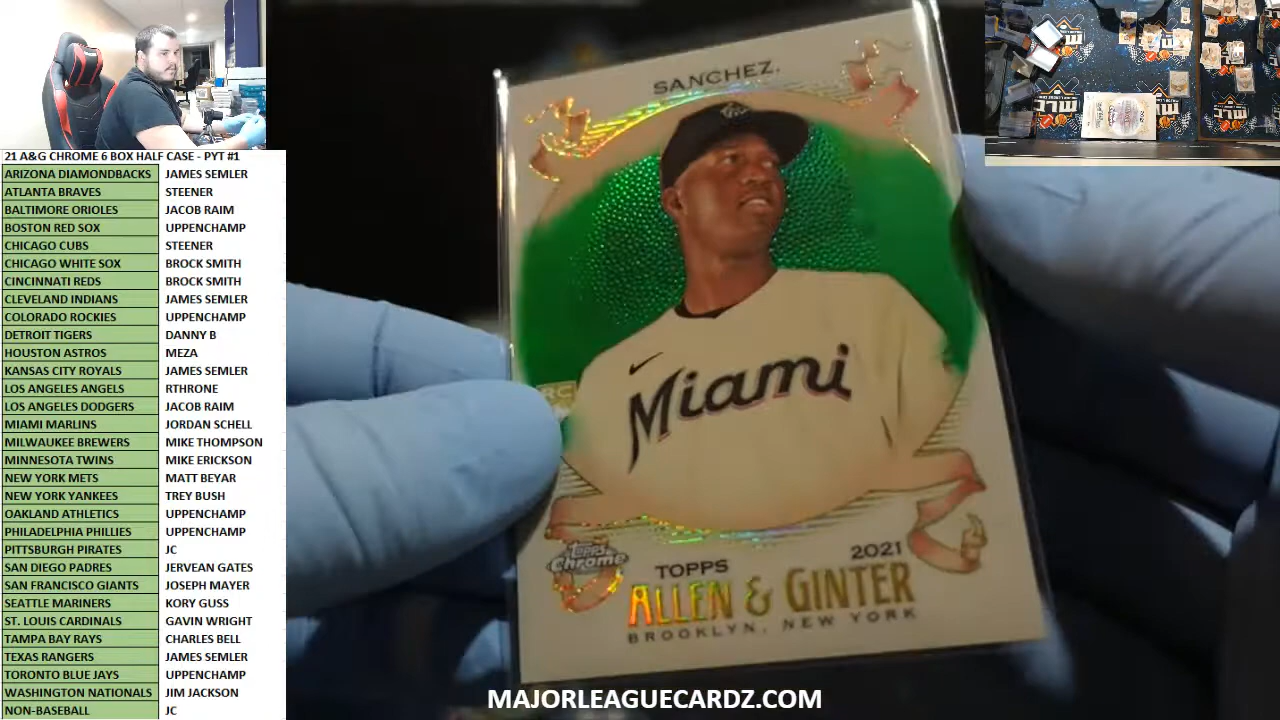 21 A&G CHROME 6 BOX HALF CASE - PYT #1
ARIZONA DIAMONDBACKS JAMES SEMLER
ATLANTA BRAVES STEENER
BALTIMORE ORIOLES JACOB RAIM
BOSTON RED SOX UPPENCHAMP
CHICAGO CUBS STEENER
CHICAGO WHITE SOX BROCK SMITH
CINCINNATI REDS BROCK SMITH
CLEVELAND INDIANS JAMES SEMLER
COLORADO ROCKIES UPPENCHAMP
DETROIT TIGERS DANNY B
HOUSTON ASTROS MEZA
KANSAS CITY ROYALS JAMES SEMLER
LOS ANGELES ANGELS RTHRONE
LOS ANGELES DODGERS JACOB RAIM
MIAMI MARLINS JORDAN SCHELL
MILWAUKEE BREWERS MIKE THOMPSON
MINNESOTA TWINS MIKE ERICKSON
NEW YORK METS MATT BEYAR
NEW YORK YANKEES TREY BUSH
OAKLAND ATHLETICS UPPENCHAMP
PHILADELPHIA PHILLIES UPPENCHAMP
PITTSBURGH PIRATES JC
SAN DIEGO PADRES JERVEAN GATES
SAN FRANCISCO GIANTS JOSEPH MAYER
SEATTLE MARINERS KORY GUSS
ST. LOUIS CARDINALS GAVIN WRIGHT
TAMPA BAY RAYS CHARLES BELL
TEXAS RANGERS JAMES SEMLER
TORONTO BLUE JAYS UPPENCHAMP
WASHINGTON NATIONALS JIM JACKSON
NON-BASEBALL JC
SANCHEZ.
RC
Miami
TOPPS Chrome
TOPPS 2021
ALLEN & GINTER
BROOKLYN, NEW YORK
MAJORLEAGUECARDZ.COM